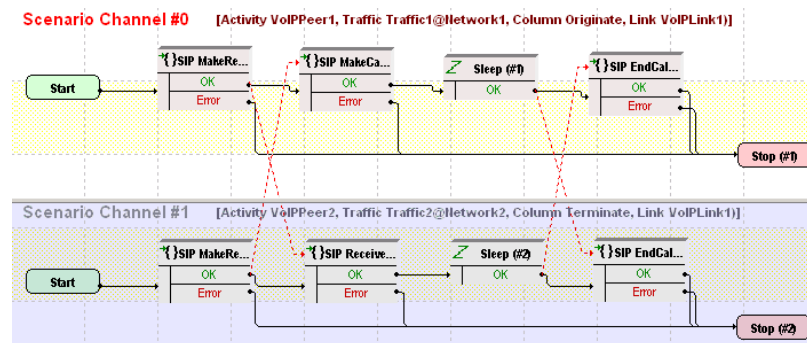 Scenario Channel #0 [Activity VoIPPeer1, Traffic Traffic1@Network1, Column Originate, Link VoIPLink1)]
{}SIP MakeRe... {}SIP MakeCa... Sleep (#1) {}SIP EndCal...
Start OK OK OK OK
Error Error Error
Stop (#1)
Scenario Channel #1 [Activity VoIPPeer2, Traffic Traffic2@Network2, Column Terminate, Link VoIPLink1)]
{}SIP MakeRe... {}SIP Receive... Sleep (#2) {}SIP EndCal...
Start OK OK OK OK
Error Error Error
Stop (#2)